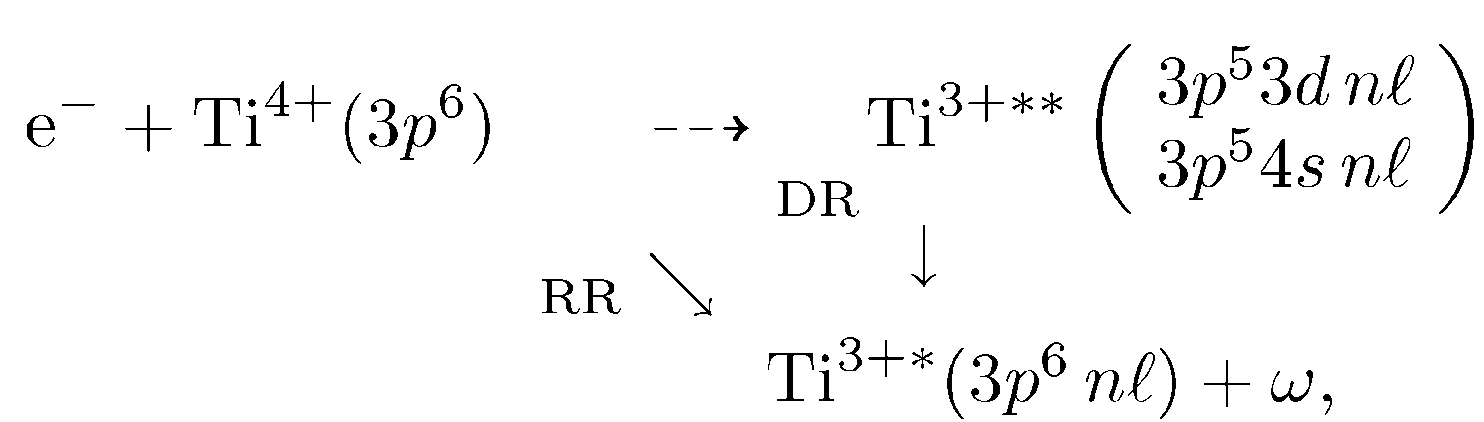 e⁻ + Ti⁴⁺(3p⁶) --→ Ti³⁺** ( 3p⁵3d nℓ
3p⁵4s nℓ )
DR
↓
RR ↘
Ti³⁺*(3p⁶ nℓ) + ω,